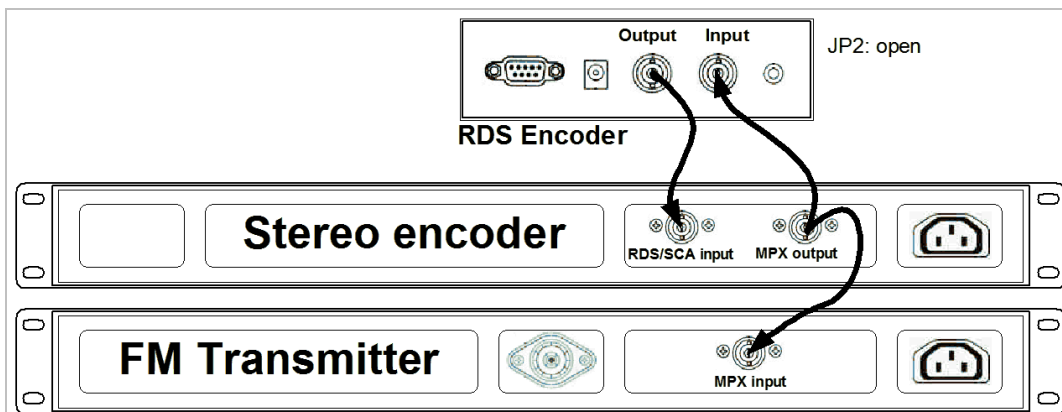 Output Input
JP2: open
RDS Encoder
Stereo encoder
RDS/SCA input MPX output
FM Transmitter
MPX input